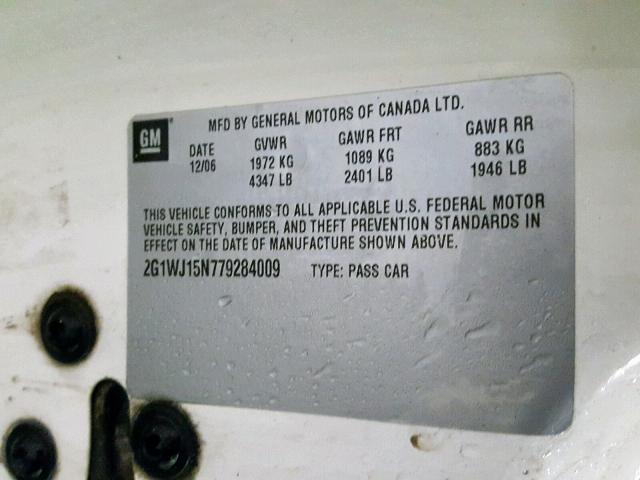 GM
MFD BY GENERAL MOTORS OF CANADA LTD.
DATE GVWR GAWR FRT GAWR RR
12/06 1972 KG 1089 KG 883 KG
4347 LB 2401 LB 1946 LB
THIS VEHICLE CONFORMS TO ALL APPLICABLE U.S. FEDERAL MOTOR
VEHICLE SAFETY, BUMPER, AND THEFT PREVENTION STANDARDS IN
EFFECT ON THE DATE OF MANUFACTURE SHOWN ABOVE.
2G1WJ15N779284009 TYPE: PASS CAR